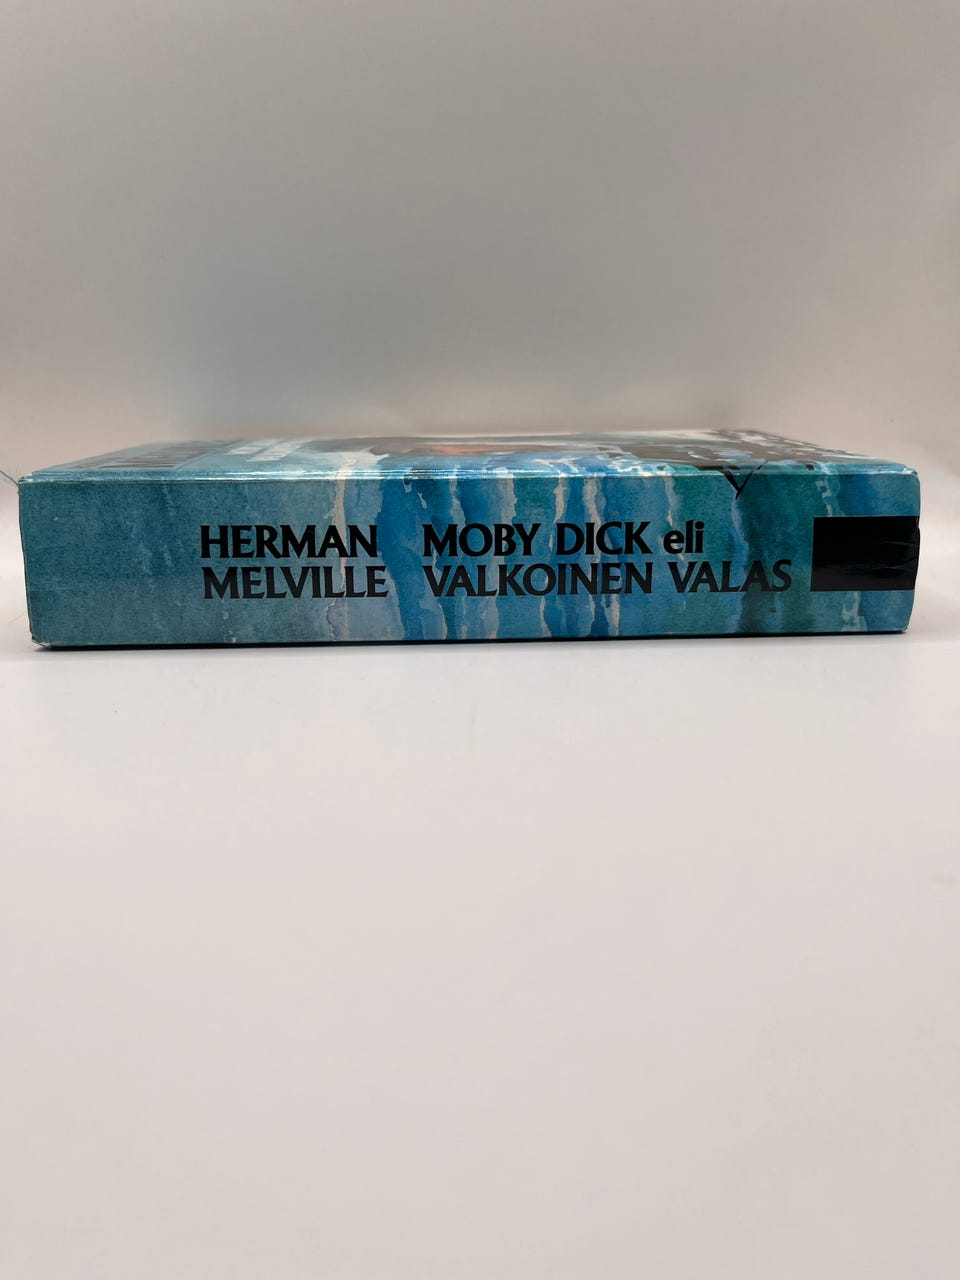 HERMAN
MELVILLE
MOBY DICK eli
VALKOINEN VALAS